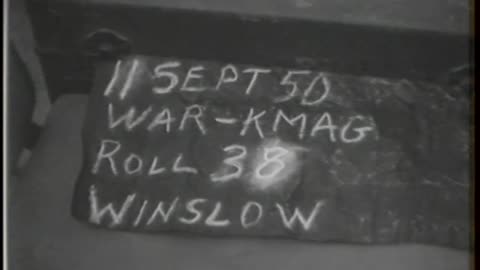 11 SEPT 50
WAR-KMAG
ROLL 38
WINSLOW